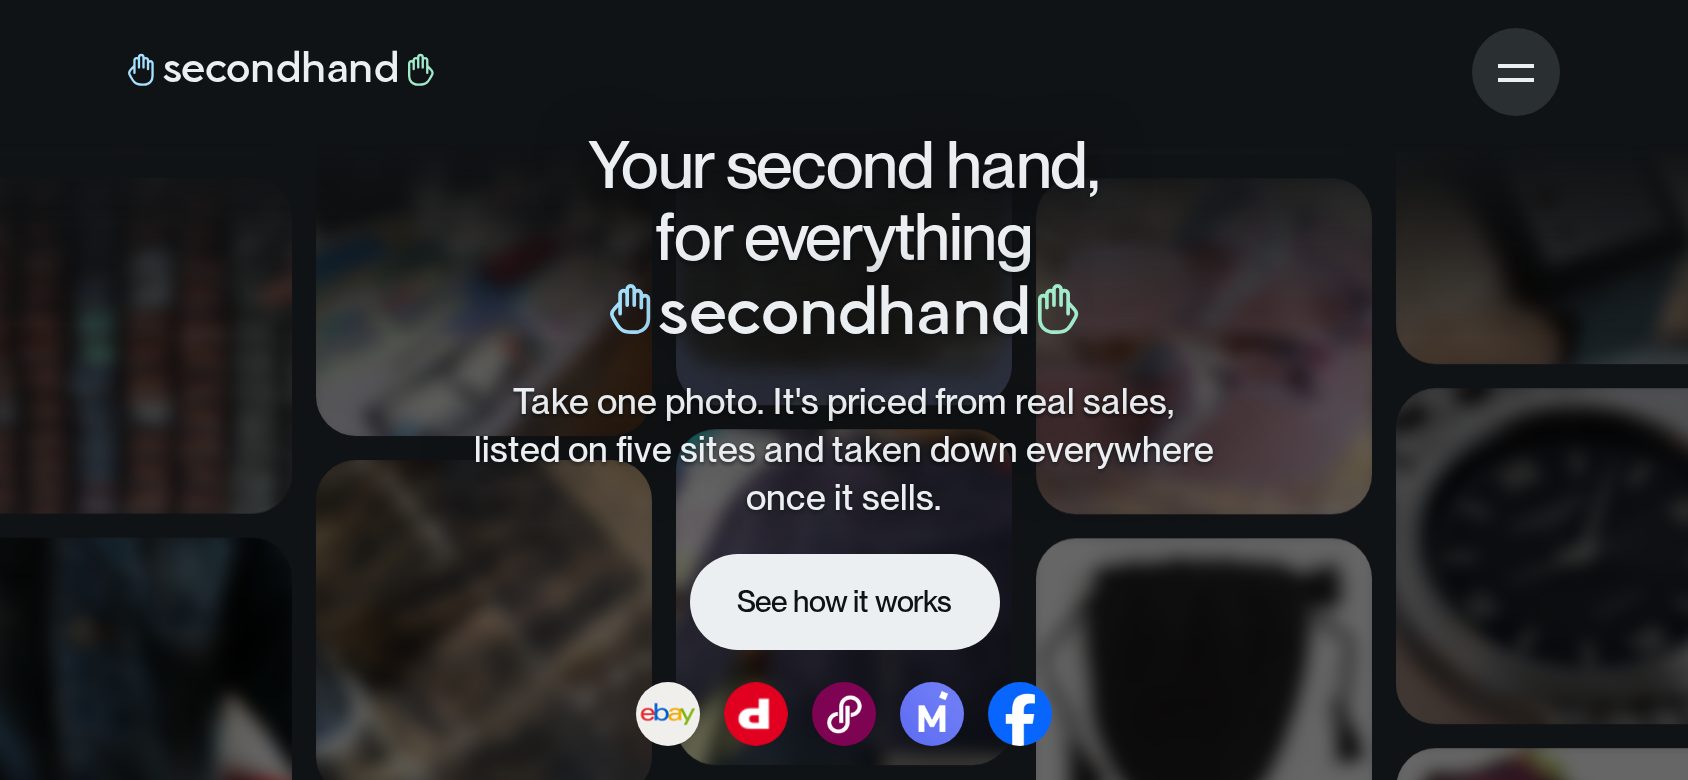 secondhand
Your second hand,
for everything
secondhand
Take one photo. It's priced from real sales,
listed on five sites and taken down everywhere
once it sells.
See how it works
ebay